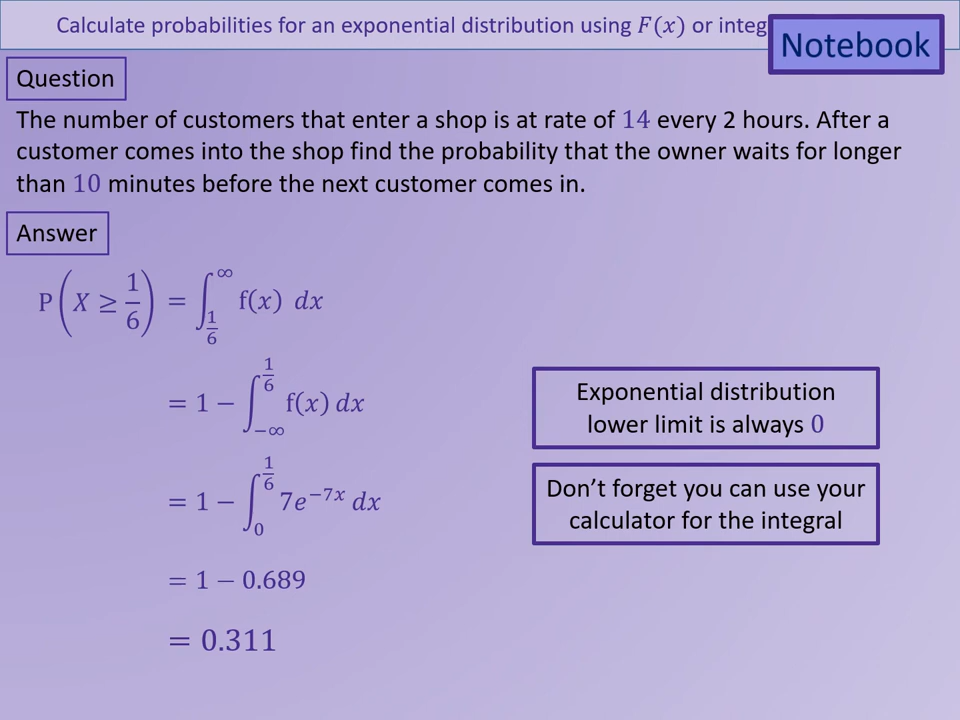 Calculate probabilities for an exponential distribution using F(x) or
Notebook
Question
The number of customers that enter a shop is at rate of 14 every 2 hours. After a
customer comes into the shop find the probability that the owner waits for longer
than 10 minutes before the next customer comes in.
Answer
P(X ≥ 1/6) = ∫_{1/6}^{∞} f(x) dx
= 1 − ∫_{−∞}^{1/6} f(x) dx
Exponential distribution
lower limit is always 0
= 1 − ∫_{0}^{1/6} 7e^{−7x} dx
Don’t forget you can use your
calculator for the integral
= 1 − 0.689
= 0.311